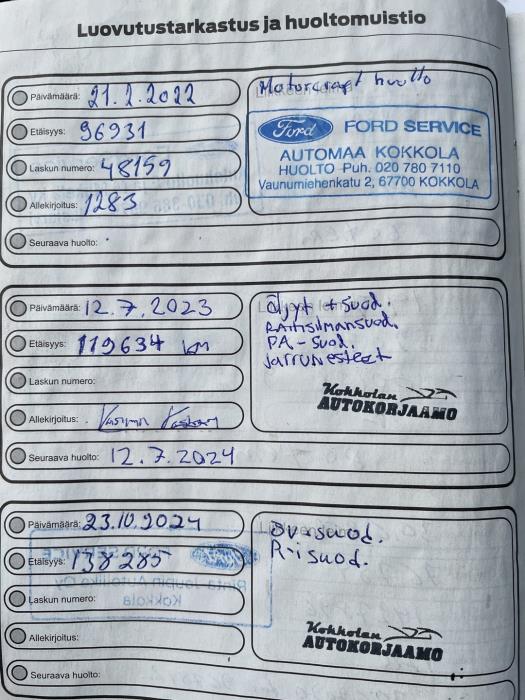 Luovutustarkastus ja huoltomuistio
Päivämäärä: 21.2.2022
Motorcraft huolto
Etäisyys: 96931
Laskun numero: 48159
Allekirjoitus: 1283
Seuraava huolto:
Ford FORD SERVICE
AUTOMAA KOKKOLA
HUOLTO Puh. 020 780 7110
Vaunumiehenkatu 2, 67700 KOKKOLA
Päivämäärä: 12.7.2023
Etäisyys: 119634 km
Laskun numero:
Allekirjoitus:
Seuraava huolto: 12.7.2024
Öljyt + suod.
RAitisilmansuod.
PA-suod.
Jarrunesteet
Kokkolan
AUTOKORJAAMO
Päivämäärä: 23.10.2024
Etäisyys: 138285
Laskun numero:
Allekirjoitus:
Seuraava huolto:
R-isuod.
Kokkolan
AUTOKORJAAMO